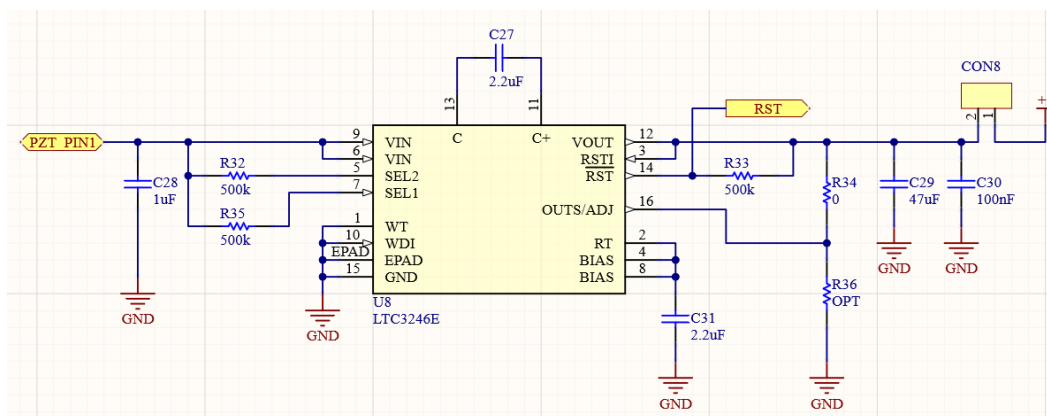 C27
2.2uF
13
11
C
C+
PZT PIN1
C28
1uF
R32
500k
R35
500k
9
6
5
7
1
10
EPAD
15
VIN
VIN
SEL2
SEL1
WT
WDI
EPAD
GND
VOUT
RSTI
RST
OUTS/ADJ
RT
BIAS
BIAS
12
3
14
16
2
4
8
U8
LTC3246E
RST
R33
500k
R34
0
R36
OPT
C29
47uF
C30
100nF
C31
2.2uF
CON8
2
1
+
GND
GND
GND
GND
GND
GND